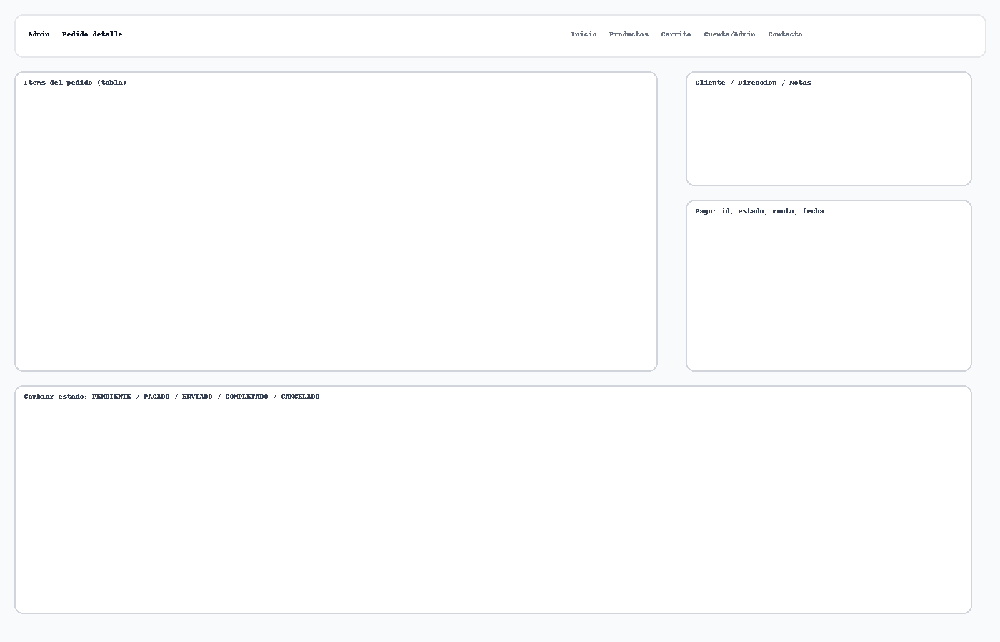 Admin - Pedido detalle
Inicio Productos Carrito Cuenta/Admin Contacto
Items del pedido (tabla)
Cliente / Direccion / Notas
Pago: id, estado, monto, fecha
Cambiar estado: PENDIENTE / PAGADO / ENVIADO / COMPLETADO / CANCELADO